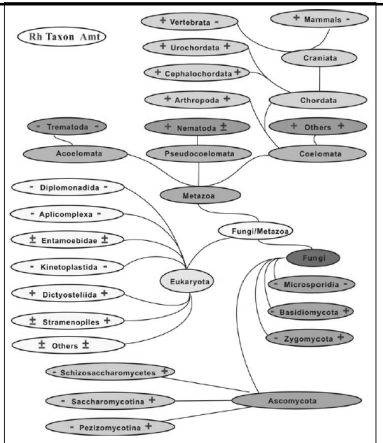 + Vertebrata -
+ Mammals -
Rh Taxon Amt
+ Urochordata +
Craniata
+ Cephalochordata +
+ Arthropoda +
Chordata
- Trematoda -
+ Nematoda ±
+ Others +
Acoelomata
Pseudocoelomata
Coelomata
- Diplomonadida -
Metazoa
- Aplicomplexa -
Fungi/Metazoa
± Entamoebidae ±
- Kinetoplastida -
Eukaryota
Fungi
+ Dictyosteliida +
- Microsporidia -
± Stramenopiles +
- Basidiomycota +
± Others ±
- Zygomycota +
- Schizosaccharomycetes +
- Saccharomycotina +
Ascomycota
- Pezizomycotina +